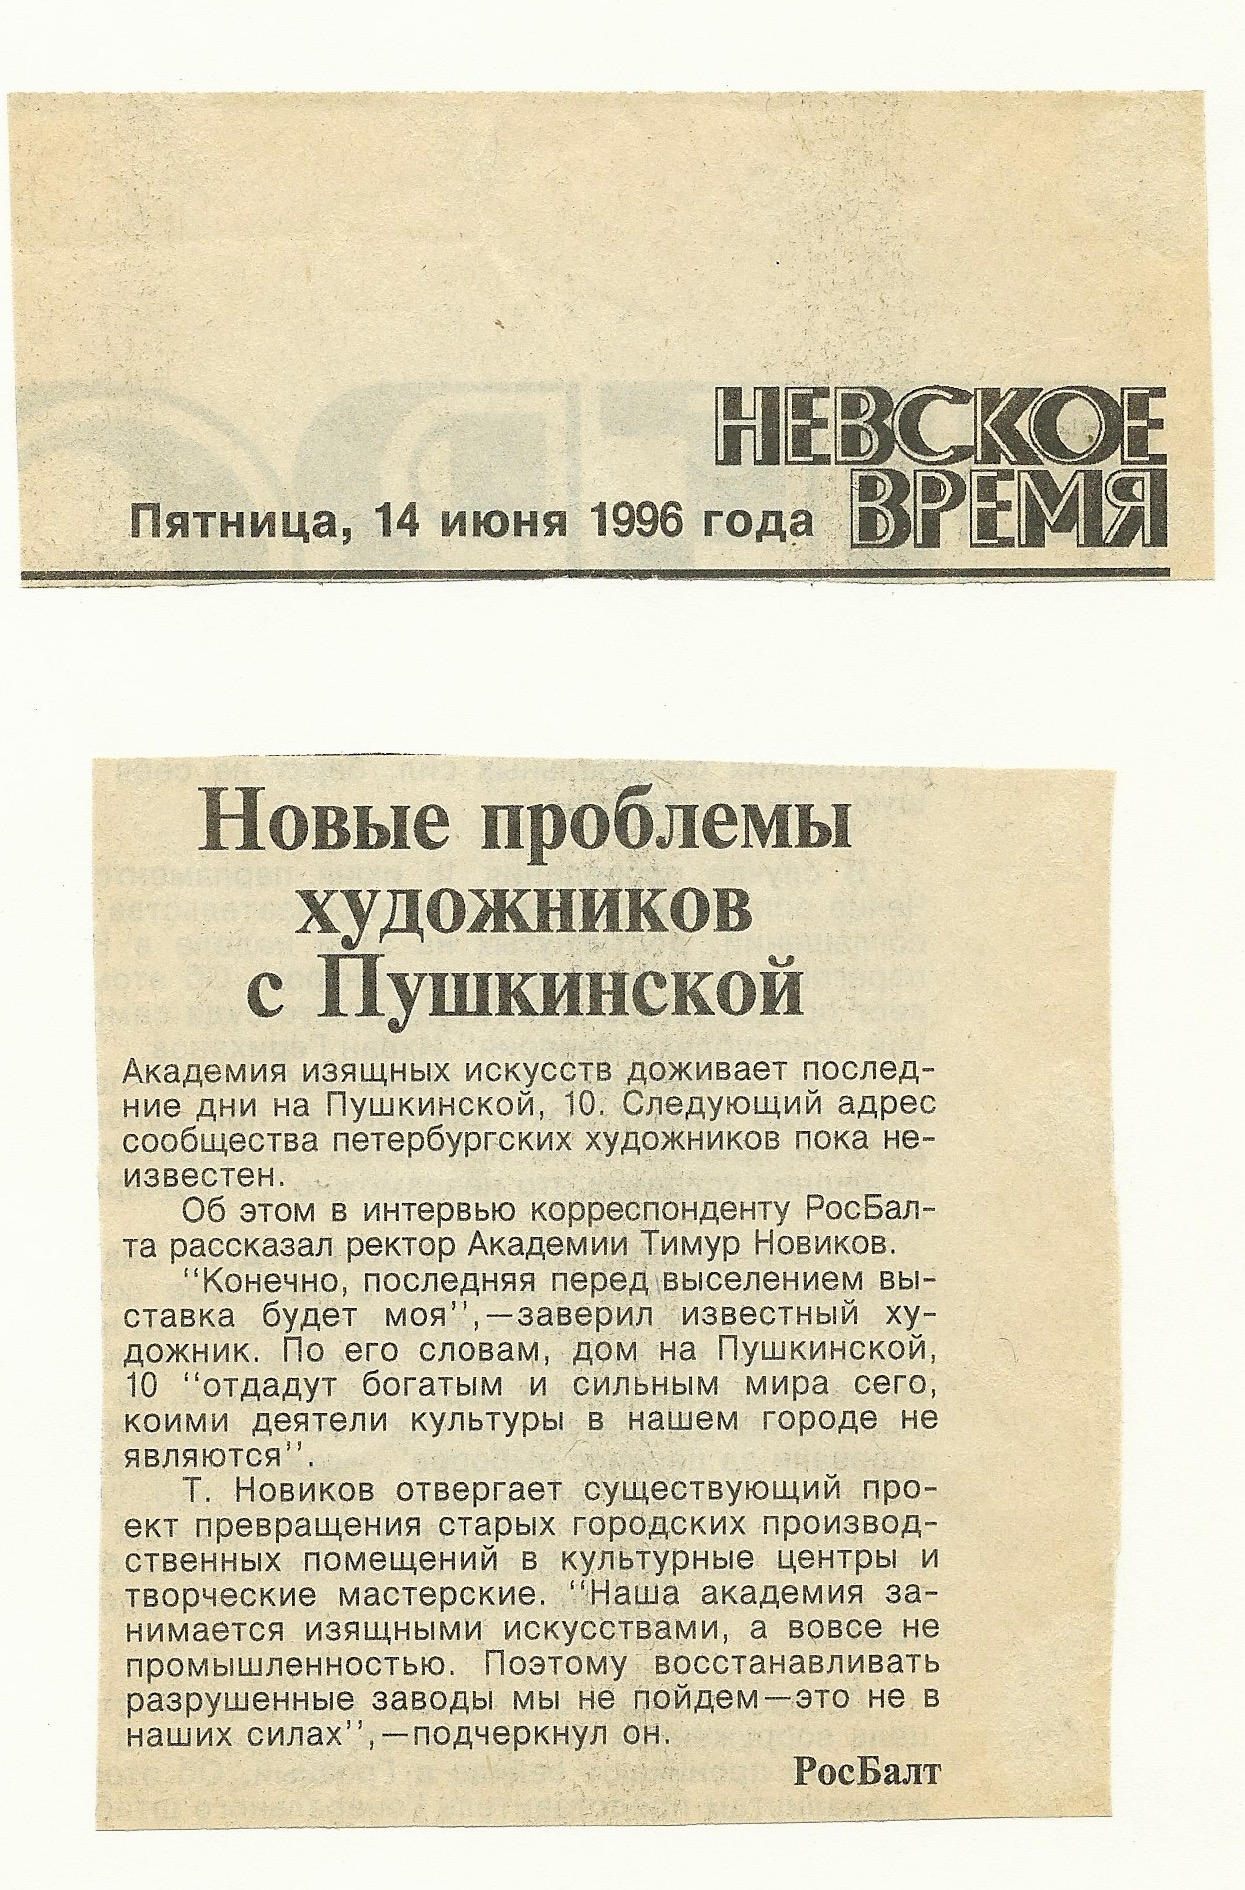 НЕВСКОЕ
ВРЕМЯ
Пятница, 14 июня 1996 года
Новые проблемы
художников
с Пушкинской
Академия изящных искусств доживает послед-
ние дни на Пушкинской, 10. Следующий адрес
сообщества петербургских художников пока не-
известен.
Об этом в интервью корреспонденту РосБал-
та рассказал ректор Академии Тимур Новиков.
"Конечно, последняя перед выселением вы-
ставка будет моя",—заверил известный ху-
дожник. По его словам, дом на Пушкинской,
10 "отдадут богатым и сильным мира сего,
коими деятели культуры в нашем городе не
являются".
Т. Новиков отвергает существующий про-
ект превращения старых городских производ-
ственных помещений в культурные центры и
творческие мастерские. "Наша академия за-
нимается изящными искусствами, а вовсе не
промышленностью. Поэтому восстанавливать
разрушенные заводы мы не пойдем—это не в
наших силах",—подчеркнул он.
РосБалт